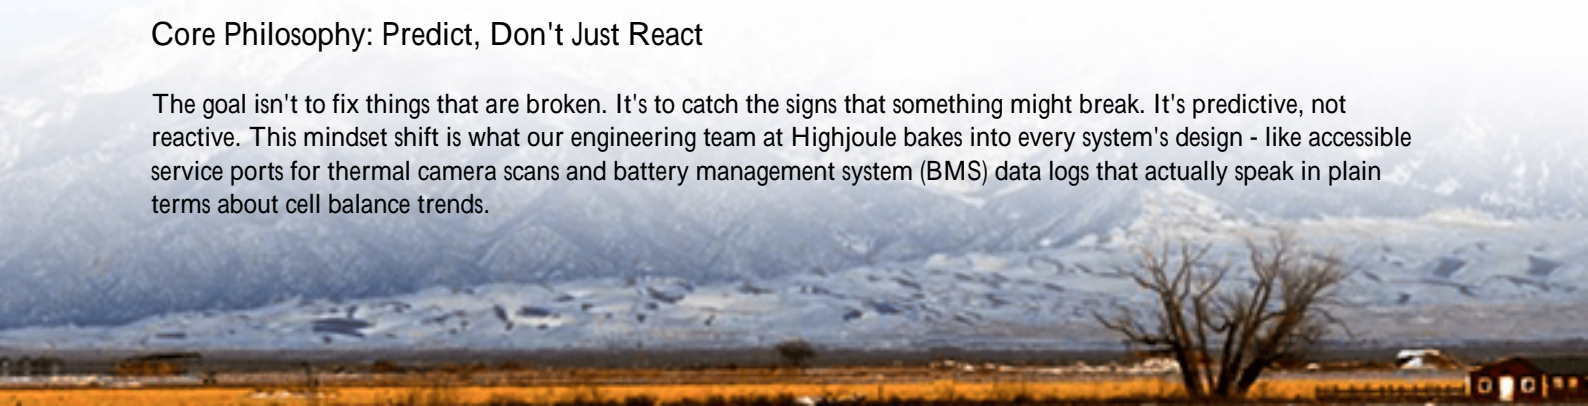 Core Philosophy: Predict, Don't Just React
The goal isn't to fix things that are broken. It's to catch the signs that something might break. It's predictive, not
reactive. This mindset shift is what our engineering team at Highjoule bakes into every system's design - like accessible
service ports for thermal camera scans and battery management system (BMS) data logs that actually speak in plain
terms about cell balance trends.